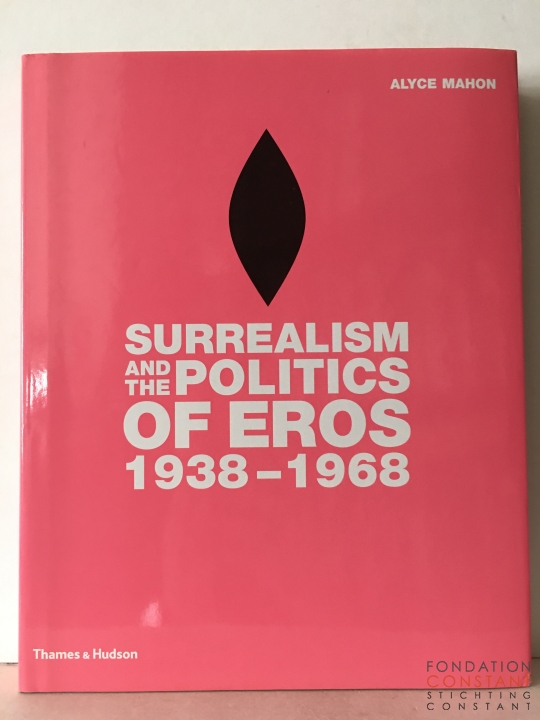 ALYCE MAHON
SURREALISM
AND THE POLITICS
OF EROS
1938–1968
Thames & Hudson
FONDATION
CONSTANT
STICHTING
CONSTANT